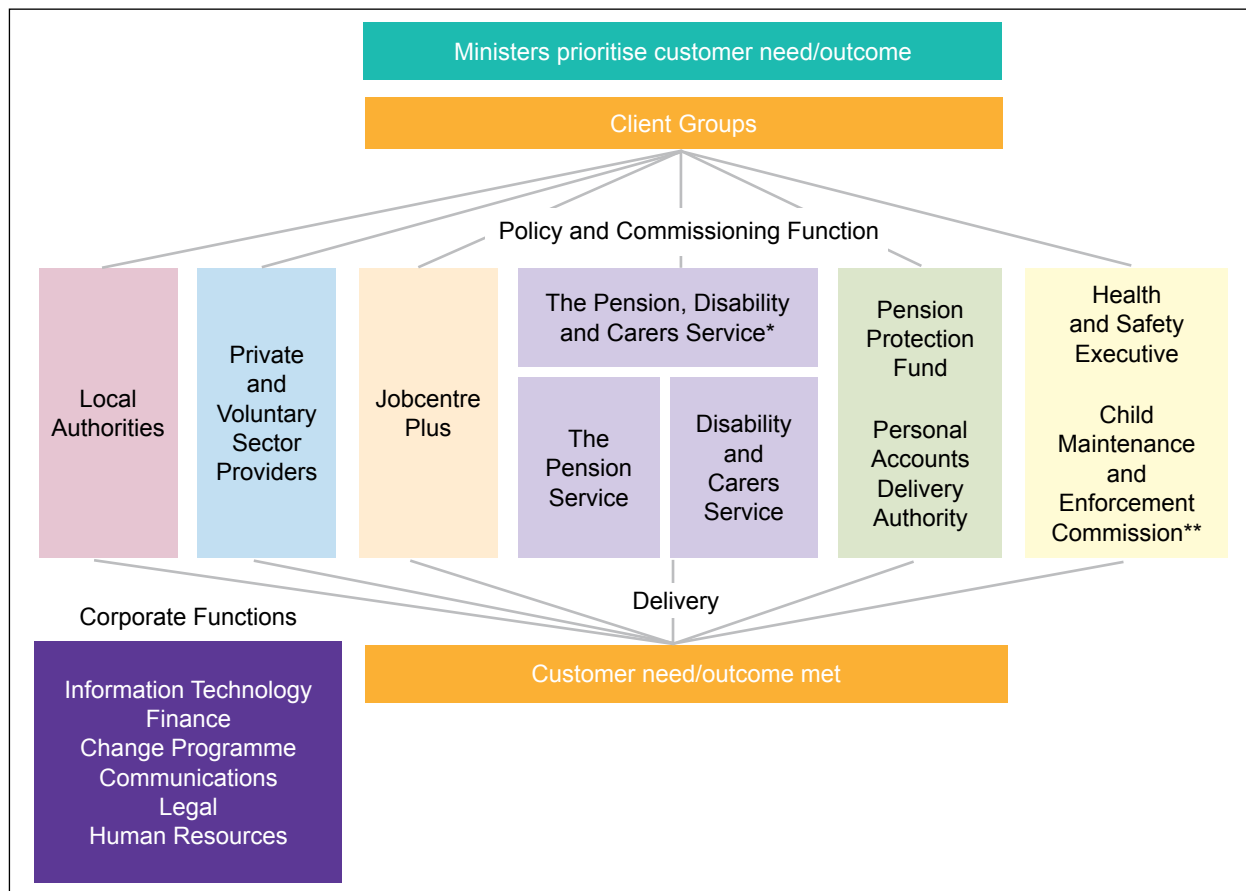 Ministers prioritise customer need/outcome
Client Groups
Policy and Commissioning Function
Local
Authorities
Private
and
Voluntary
Sector
Providers
Jobcentre
Plus
The Pension, Disability
and Carers Service*
The
Pension
Service
Disability
and
Carers
Service
Pension
Protection
Fund
Personal
Accounts
Delivery
Authority
Health
and Safety
Executive
Child
Maintenance
and
Enforcement
Commission**
Delivery
Corporate Functions
Information Technology
Finance
Change Programme
Communications
Legal
Human Resources
Customer need/outcome met